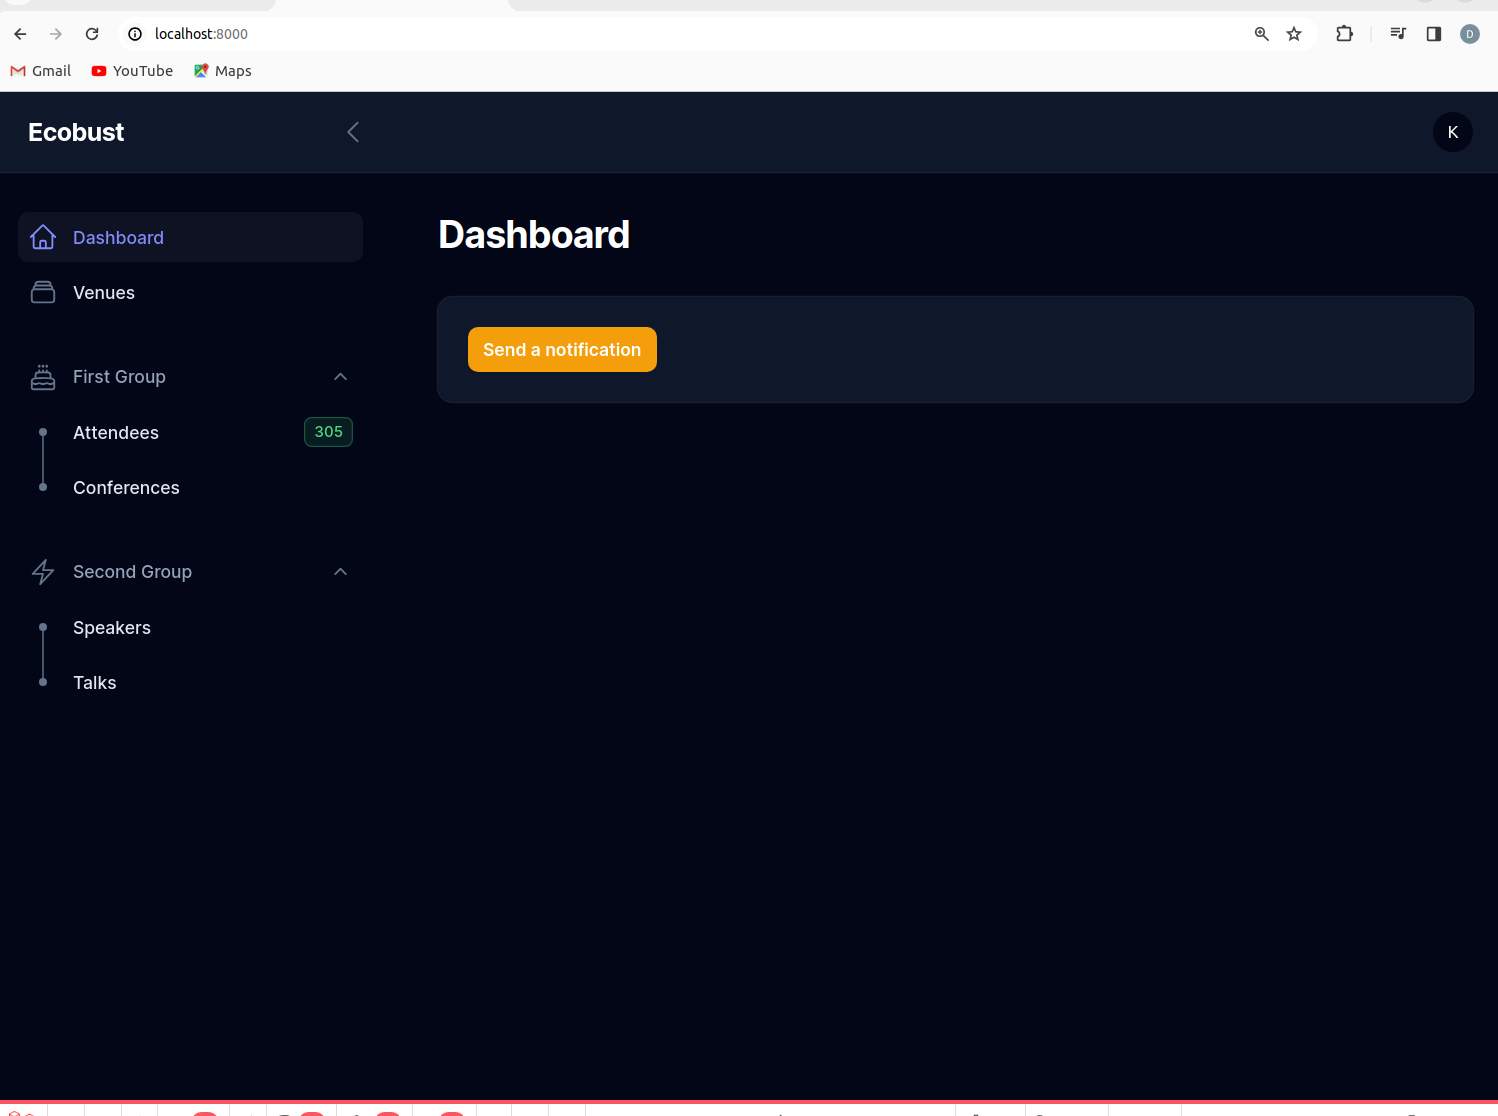 localhost:8000
D
Gmail
YouTube
Maps
Ecobust
K
Dashboard
Venues
First Group
Attendees
305
Conferences
Second Group
Speakers
Talks
Dashboard
Send a notification